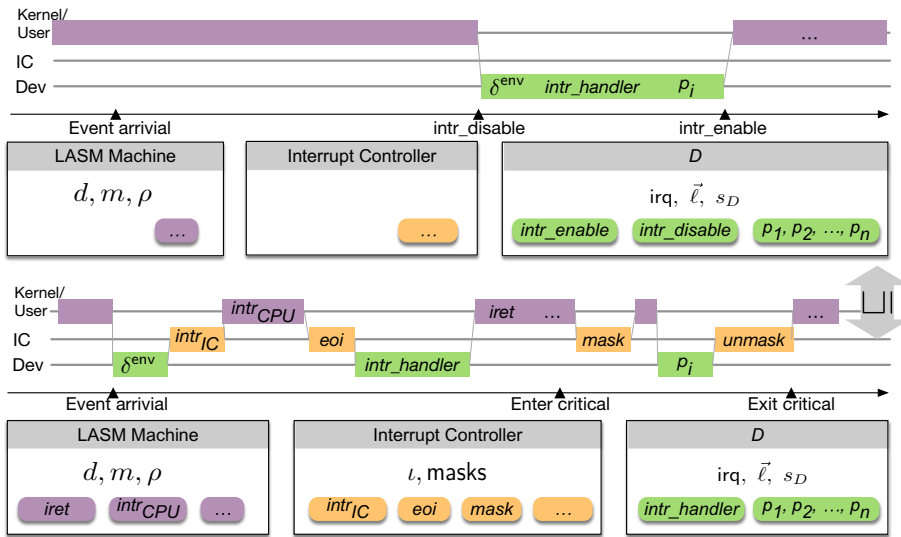 Kernel/
User
...
IC
Dev
δ^env intr_handler p_i
Event arrivial
intr_disable
intr_enable
LASM Machine
Interrupt Controller
D
d, m, ρ
irq, ℓ⃗, s_D
...
...
intr_enable
intr_disable
p_1, p_2, ..., p_n
Kernel/
User
intr_CPU
iret ...
...
IC
intr_IC
eoi
mask
unmask
Dev
δ^env
intr_handler
p_i
Event arrivial
Enter critical
Exit critical
LASM Machine
Interrupt Controller
D
d, m, ρ
ι, masks
irq, ℓ⃗, s_D
iret
intr_CPU
...
intr_IC
eoi
mask
...
intr_handler
p_1, p_2, ..., p_n